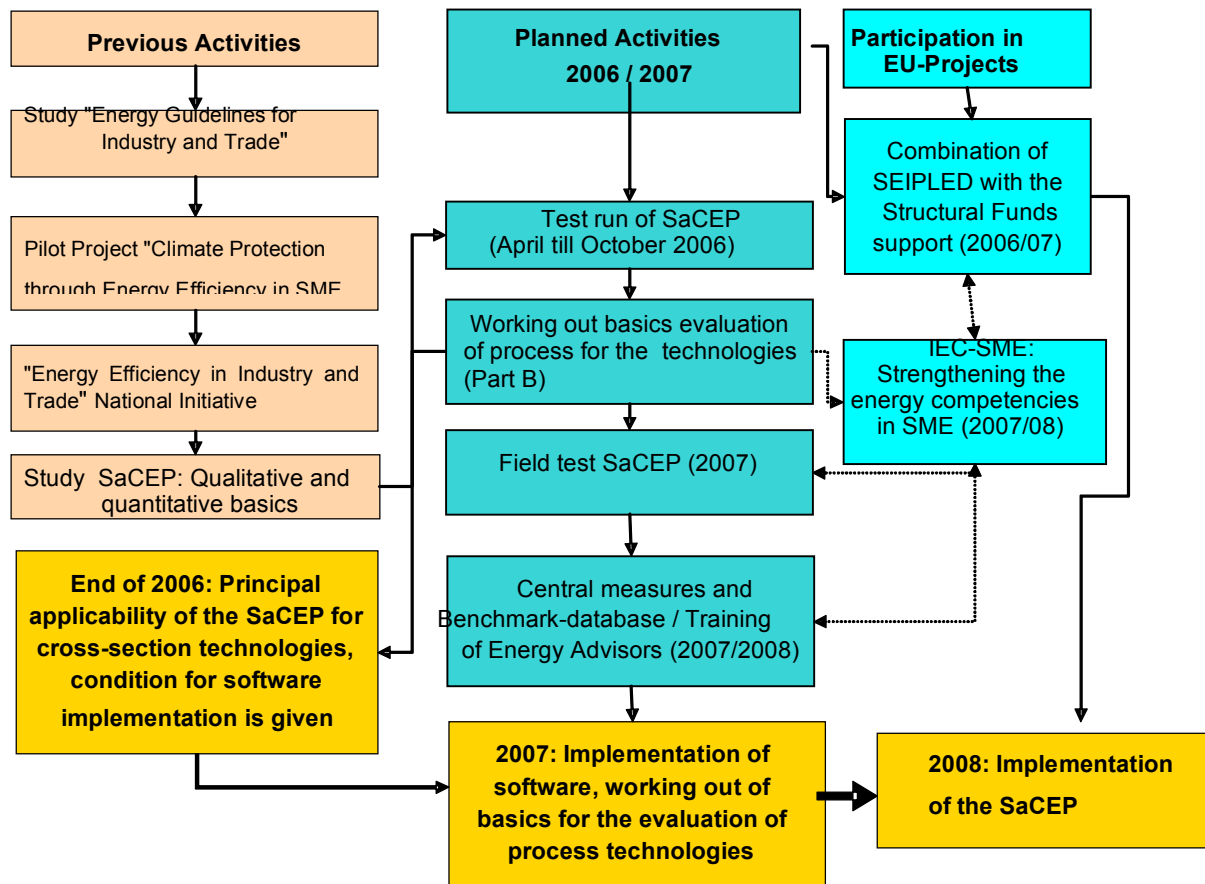 Previous Activities
Study "Energy Guidelines for
Industry and Trade"
Pilot Project "Climate Protection
through Energy Efficiency in SME
"Energy Efficiency in Industry and
Trade" National Initiative
Study SaCEP: Qualitative and
quantitative basics
End of 2006: Principal
applicability of the SaCEP for
cross-section technologies,
condition for software
implementation is given
Planned Activities
2006 / 2007
Test run of SaCEP
(April till October 2006)
Working out basics evaluation
of process for the technologies
(Part B)
Field test SaCEP (2007)
Central measures and
Benchmark-database / Training
of Energy Advisors (2007/2008)
2007: Implementation of
software, working out of
basics for the evaluation of
process technologies
Participation in
EU-Projects
Combination of
SEIPLED with the
Structural Funds
support (2006/07)
IEC-SME:
Strengthening the
energy competencies
in SME (2007/08)
2008: Implementation
of the SaCEP